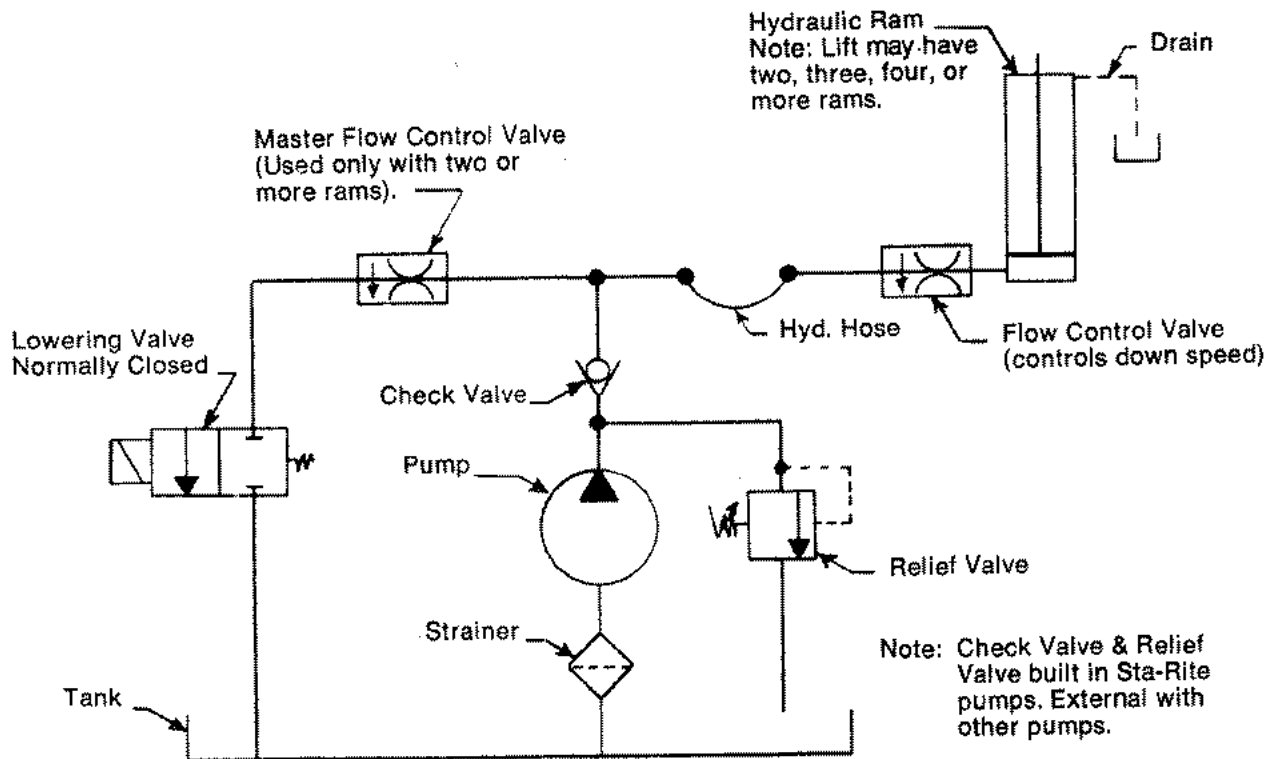 Hydraulic Ram
Note: Lift may have
two, three, four, or
more rams.
Drain
Master Flow Control Valve
(Used only with two or
more rams).
Lowering Valve
Normally Closed
Hyd. Hose
Flow Control Valve
(controls down speed)
Check Valve
Pump
Relief Valve
Strainer
Note: Check Valve & Relief
Valve built in Sta-Rite
pumps. External with
other pumps.
Tank